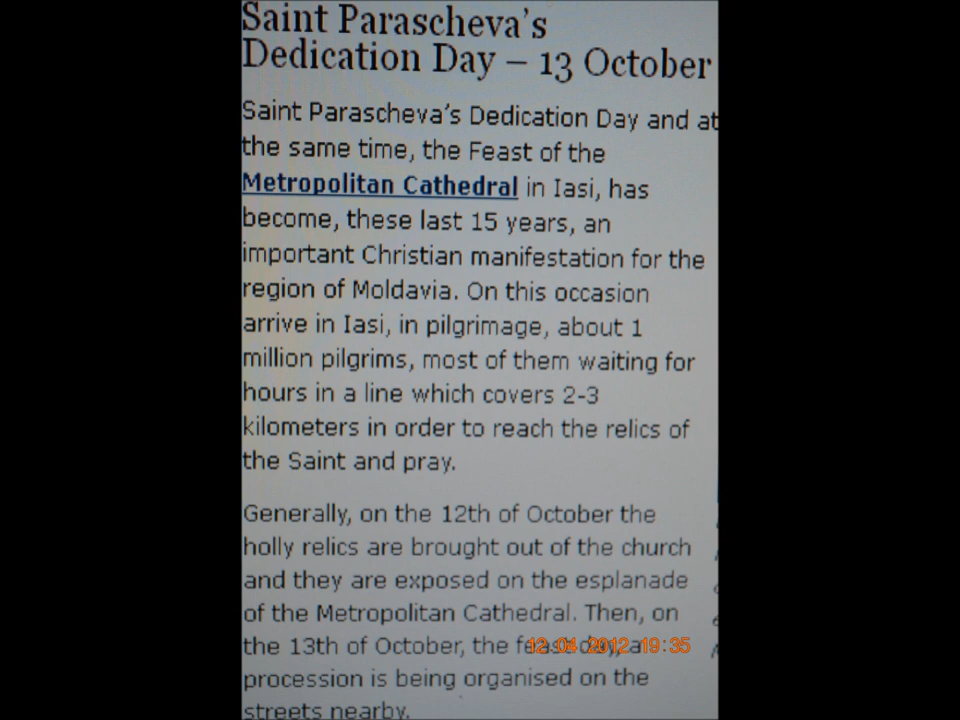 Saint Parascheva's
Dedication Day – 13 October
Saint Parascheva's Dedication Day and at
the same time, the Feast of the
Metropolitan Cathedral in Iasi, has
become, these last 15 years, an
important Christian manifestation for the
region of Moldavia. On this occasion
arrive in Iasi, in pilgrimage, about 1
million pilgrims, most of them waiting for
hours in a line which covers 2-3
kilometers in order to reach the relics of
the Saint and pray.
Generally, on the 12th of October the
holly relics are brought out of the church
and they are exposed on the esplanade
of the Metropolitan Cathedral. Then, on
the 13th of October, the feast day, a
12.04.2012 19:35
procession is being organised on the
streets nearby.